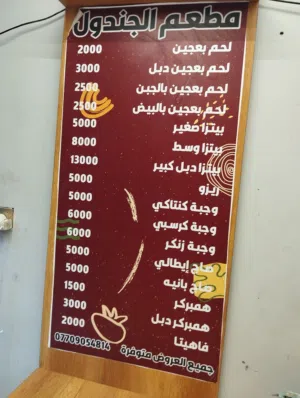 مطعم الجندول
لحم بعجين 2000
لحم بعجين دبل 3000
لحم بعجين بالجبن 2500
لحم بعجين بالبيض 2500
بيتزا صغير 5000
بيتزا وسط 8000
بيتزا دبل كبير 13000
ريزو 5000
وجبة كنتاكي 5000
وجبة كرسبي 6000
وجبة زنكر 6000
صاج إيطالي 5000
صاج بانيه 5000
همبركر 1500
همبركر دبل 3000
فاهيتا 2000
جميع العروض متوفرة 07709054814